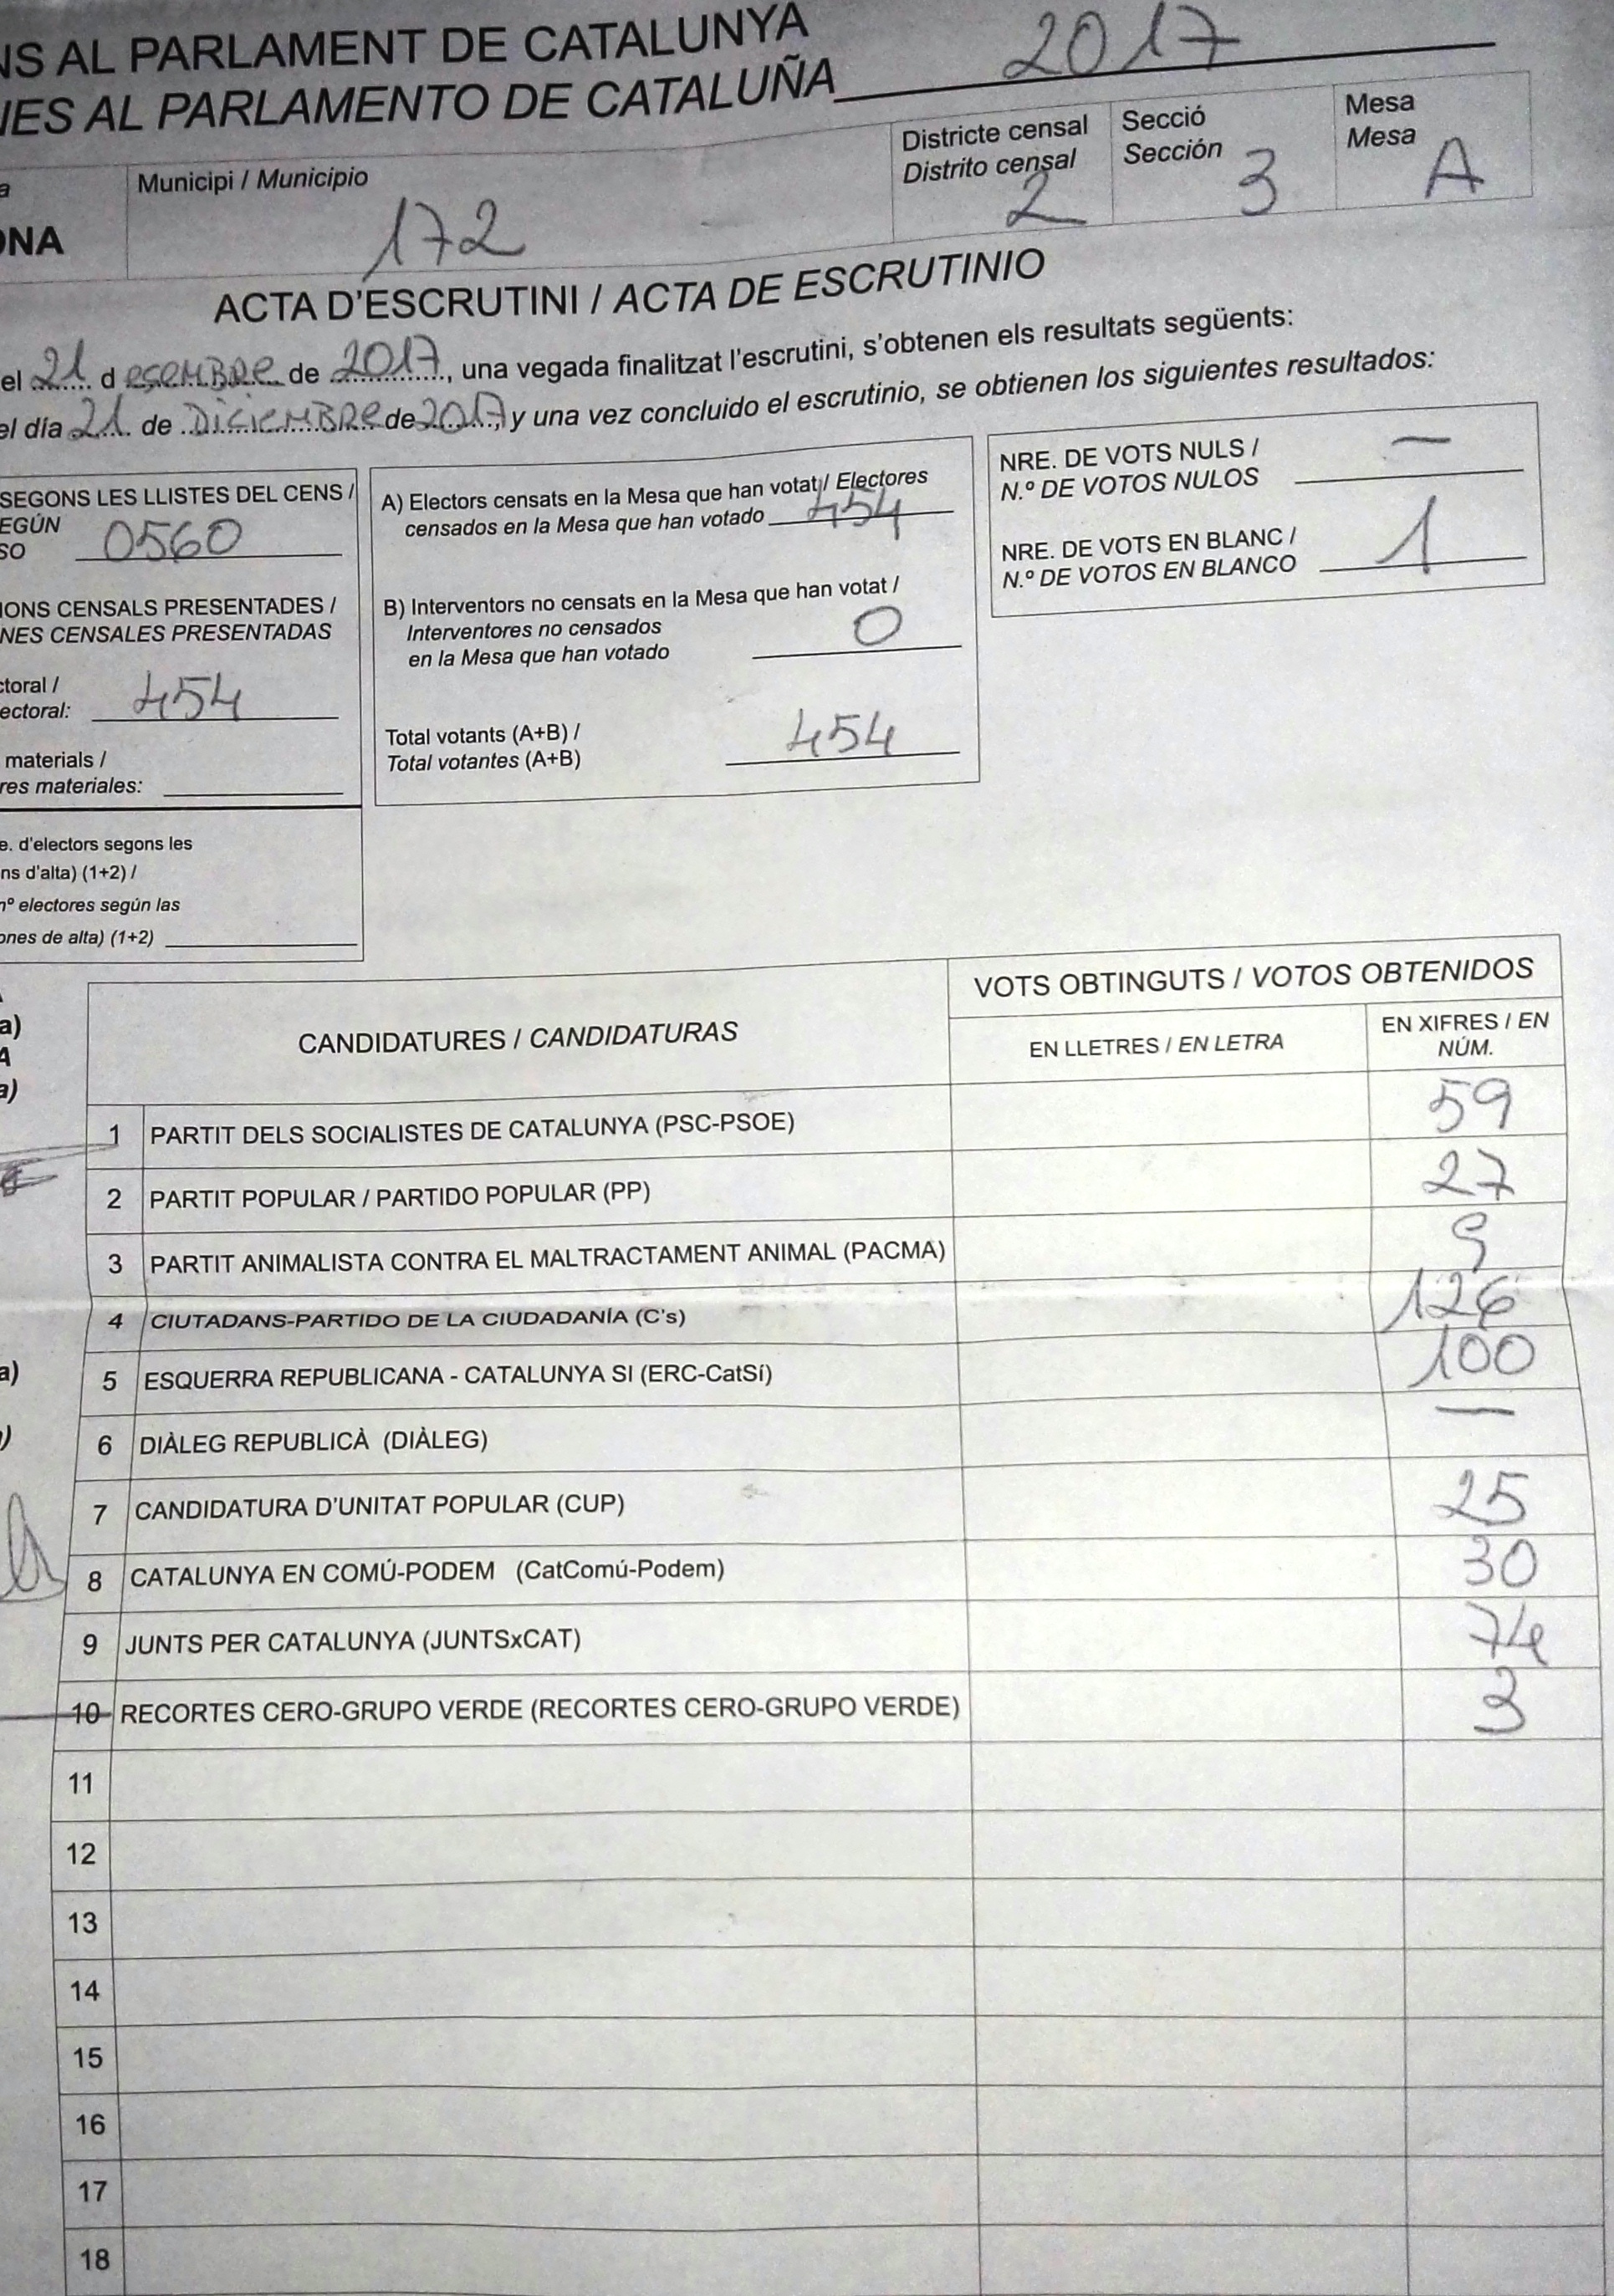 NS AL PARLAMENT DE CATALUNYA
NES AL PARLAMENTO DE CATALUÑA 2017
Municipi / Municipio
172
Districte censal
Distrito censal
2
Secció
Sección
3
Mesa
Mesa
A
ONA
ACTA D'ESCRUTINI / ACTA DE ESCRUTINIO
el 21 d esembre de 2017, una vegada finalitzat l'escrutini, s'obtenen els resultats següents:
el día 21 de Diciembre de 2017, y una vez concluido el escrutinio, se obtienen los siguientes resultados:
SEGONS LES LLISTES DEL CENS /
EGÚN
SO 0560
IONS CENSALS PRESENTADES /
NES CENSALES PRESENTADAS
ctoral /
ectoral: 454
materials /
res materiales:
e. d'electors segons les
ns d'alta) (1+2) /
nº electores según las
ones de alta) (1+2)
A) Electors censats en la Mesa que han votat / Electores
censados en la Mesa que han votado 454
B) Interventors no censats en la Mesa que han votat /
Interventores no censados
en la Mesa que han votado 0
Total votants (A+B) /
Total votantes (A+B) 454
NRE. DE VOTS NULS /
N.º DE VOTOS NULOS —
NRE. DE VOTS EN BLANC /
N.º DE VOTOS EN BLANCO 1
a)
A
a)
a)
CANDIDATURES / CANDIDATURAS
VOTS OBTINGUTS / VOTOS OBTENIDOS
EN LLETRES / EN LETRA
EN XIFRES / EN
NÚM.
1 PARTIT DELS SOCIALISTES DE CATALUNYA (PSC-PSOE) 59
2 PARTIT POPULAR / PARTIDO POPULAR (PP) 27
3 PARTIT ANIMALISTA CONTRA EL MALTRACTAMENT ANIMAL (PACMA) 9
4 CIUTADANS-PARTIDO DE LA CIUDADANÍA (C's) 126
5 ESQUERRA REPUBLICANA - CATALUNYA SI (ERC-CatSí) 100
6 DIÀLEG REPUBLICÀ (DIÀLEG) —
7 CANDIDATURA D'UNITAT POPULAR (CUP) 25
8 CATALUNYA EN COMÚ-PODEM (CatComú-Podem) 30
9 JUNTS PER CATALUNYA (JUNTSxCAT) 74
10 RECORTES CERO-GRUPO VERDE (RECORTES CERO-GRUPO VERDE) 3
11
12
13
14
15
16
17
18